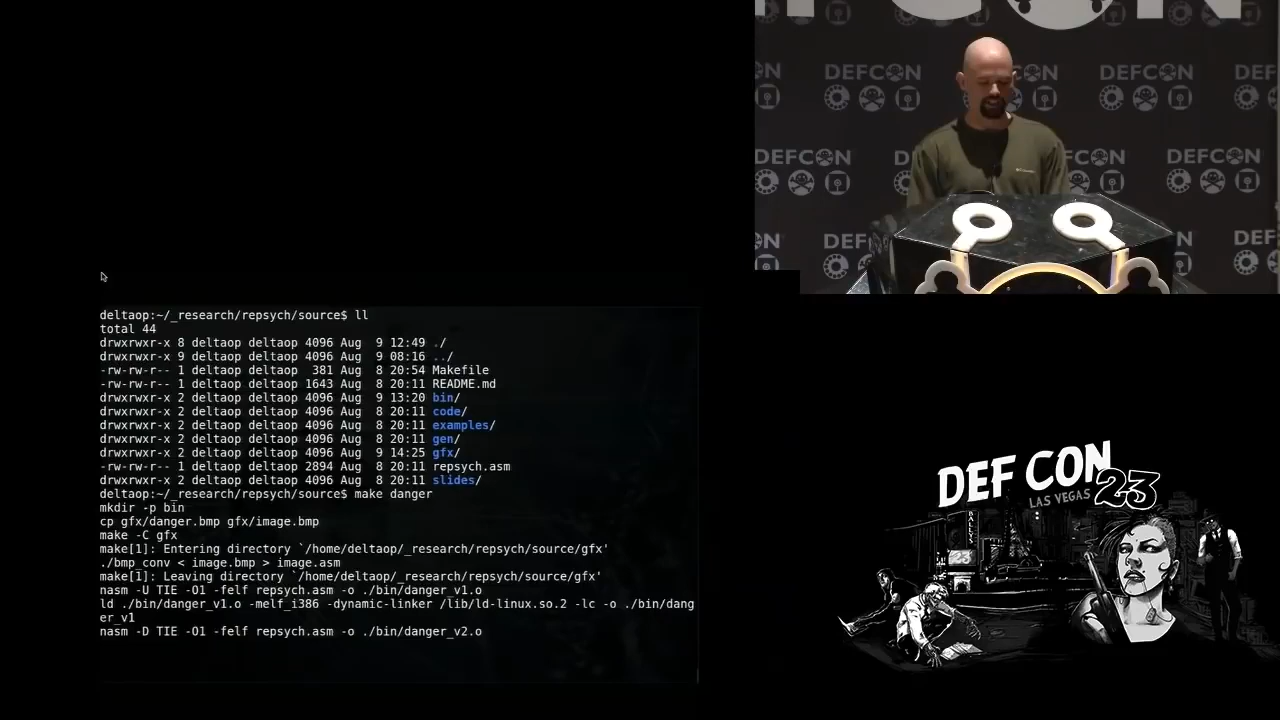 DEFCON
DEFCON
DEFCON
DEFCON
DEFCON
deltaop:~/_research/repsych/source$ ll
total 44
drwxrwxr-x 8 deltaop deltaop 4096 Aug  9 12:49 ./
drwxrwxr-x 9 deltaop deltaop 4096 Aug  9 08:16 ../
-rw-rw-r-- 1 deltaop deltaop  381 Aug  8 20:54 Makefile
-rw-rw-r-- 1 deltaop deltaop 1643 Aug  8 20:11 README.md
drwxrwxr-x 2 deltaop deltaop 4096 Aug  9 13:20 bin/
drwxrwxr-x 2 deltaop deltaop 4096 Aug  8 20:11 code/
drwxrwxr-x 2 deltaop deltaop 4096 Aug  8 20:11 examples/
drwxrwxr-x 2 deltaop deltaop 4096 Aug  8 20:11 gen/
drwxrwxr-x 2 deltaop deltaop 4096 Aug  9 14:25 gfx/
-rw-rw-r-- 1 deltaop deltaop 2894 Aug  8 20:11 repsych.asm
drwxrwxr-x 2 deltaop deltaop 4096 Aug  8 20:11 slides/
deltaop:~/_research/repsych/source$ make danger
mkdir -p bin
cp gfx/danger.bmp gfx/image.bmp
make -C gfx
make[1]: Entering directory `/home/deltaop/_research/repsych/source/gfx'
./bmp_conv < image.bmp > image.asm
make[1]: Leaving directory `/home/deltaop/_research/repsych/source/gfx'
nasm -U TIE -O1 -felf repsych.asm -o ./bin/danger_v1.o
ld ./bin/danger_v1.o -melf_i386 -dynamic-linker /lib/ld-linux.so.2 -lc -o ./bin/dang
er_v1
nasm -D TIE -O1 -felf repsych.asm -o ./bin/danger_v2.o
DEF CON 23
LAS VEGAS
BALLY'S
23